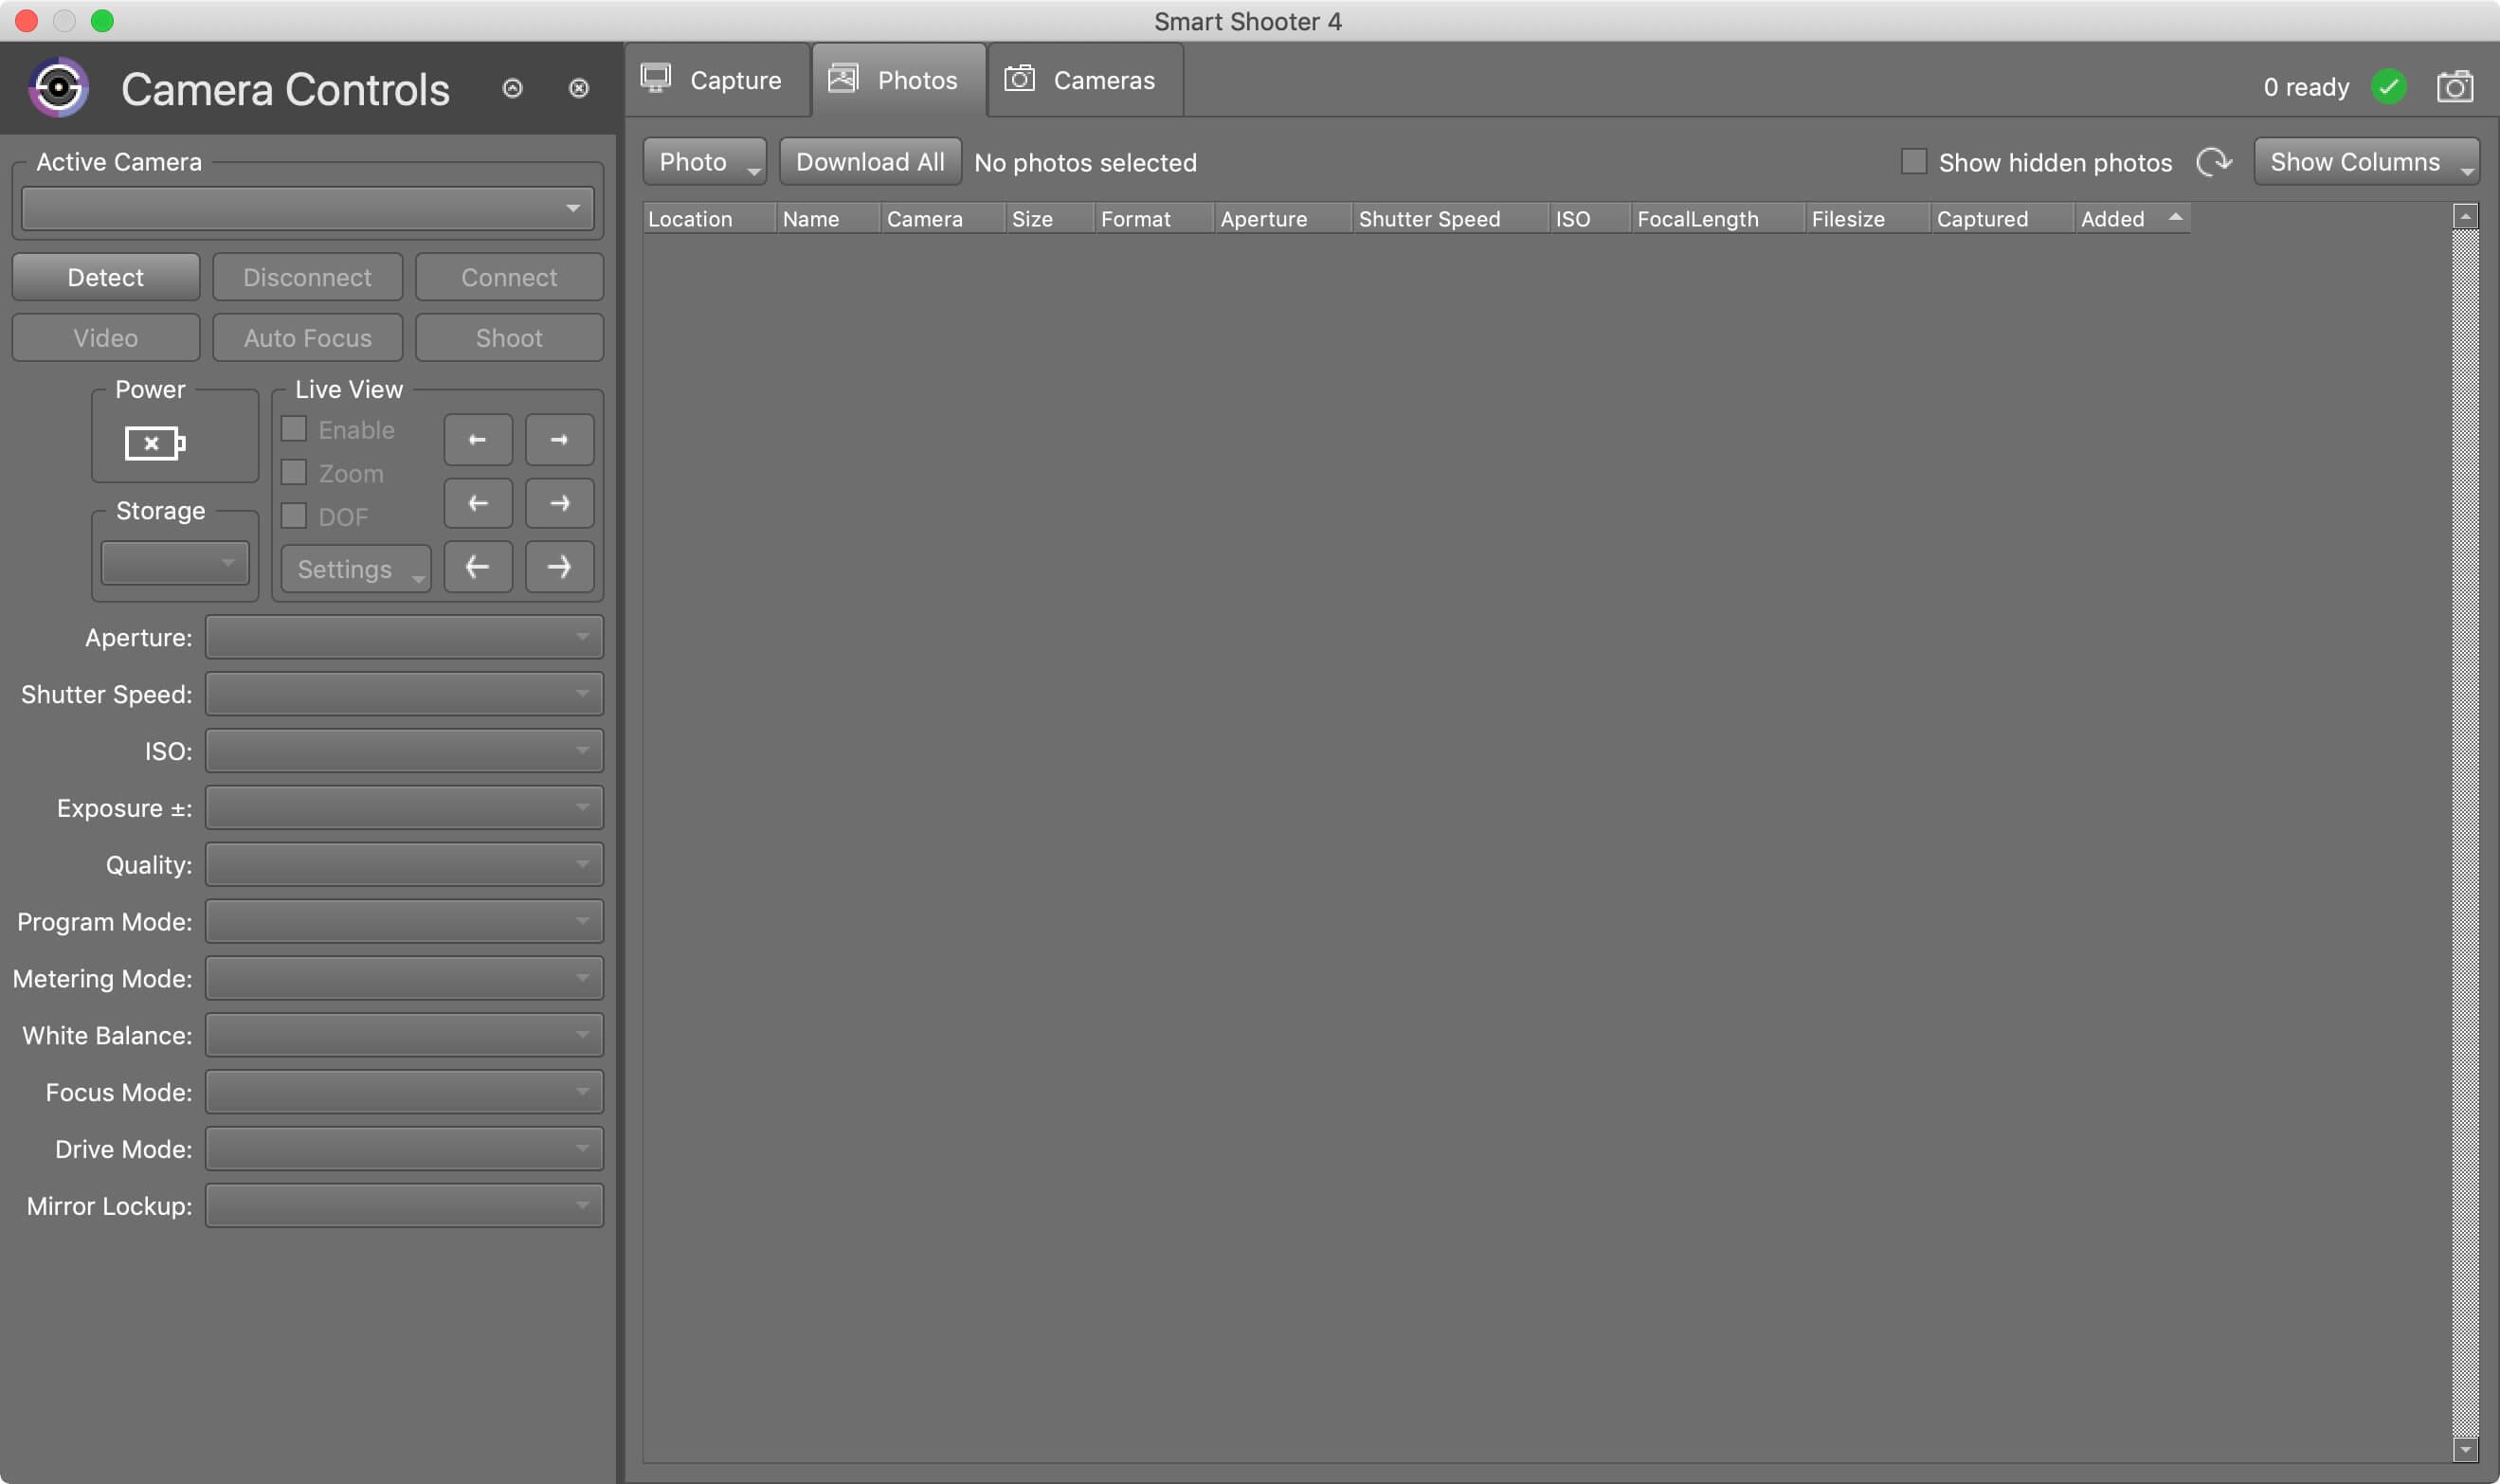 Smart Shooter 4
Camera Controls
Capture
Photos
Cameras
0 ready
Active Camera
Detect
Disconnect
Connect
Video
Auto Focus
Shoot
Power
Live View
Enable
Zoom
DOF
Storage
Settings
Aperture:
Shutter Speed:
ISO:
Exposure ±:
Quality:
Program Mode:
Metering Mode:
White Balance:
Focus Mode:
Drive Mode:
Mirror Lockup:
Photo
Download All
No photos selected
Show hidden photos
Show Columns
Location Name Camera Size Format Aperture Shutter Speed ISO FocalLength Filesize Captured Added